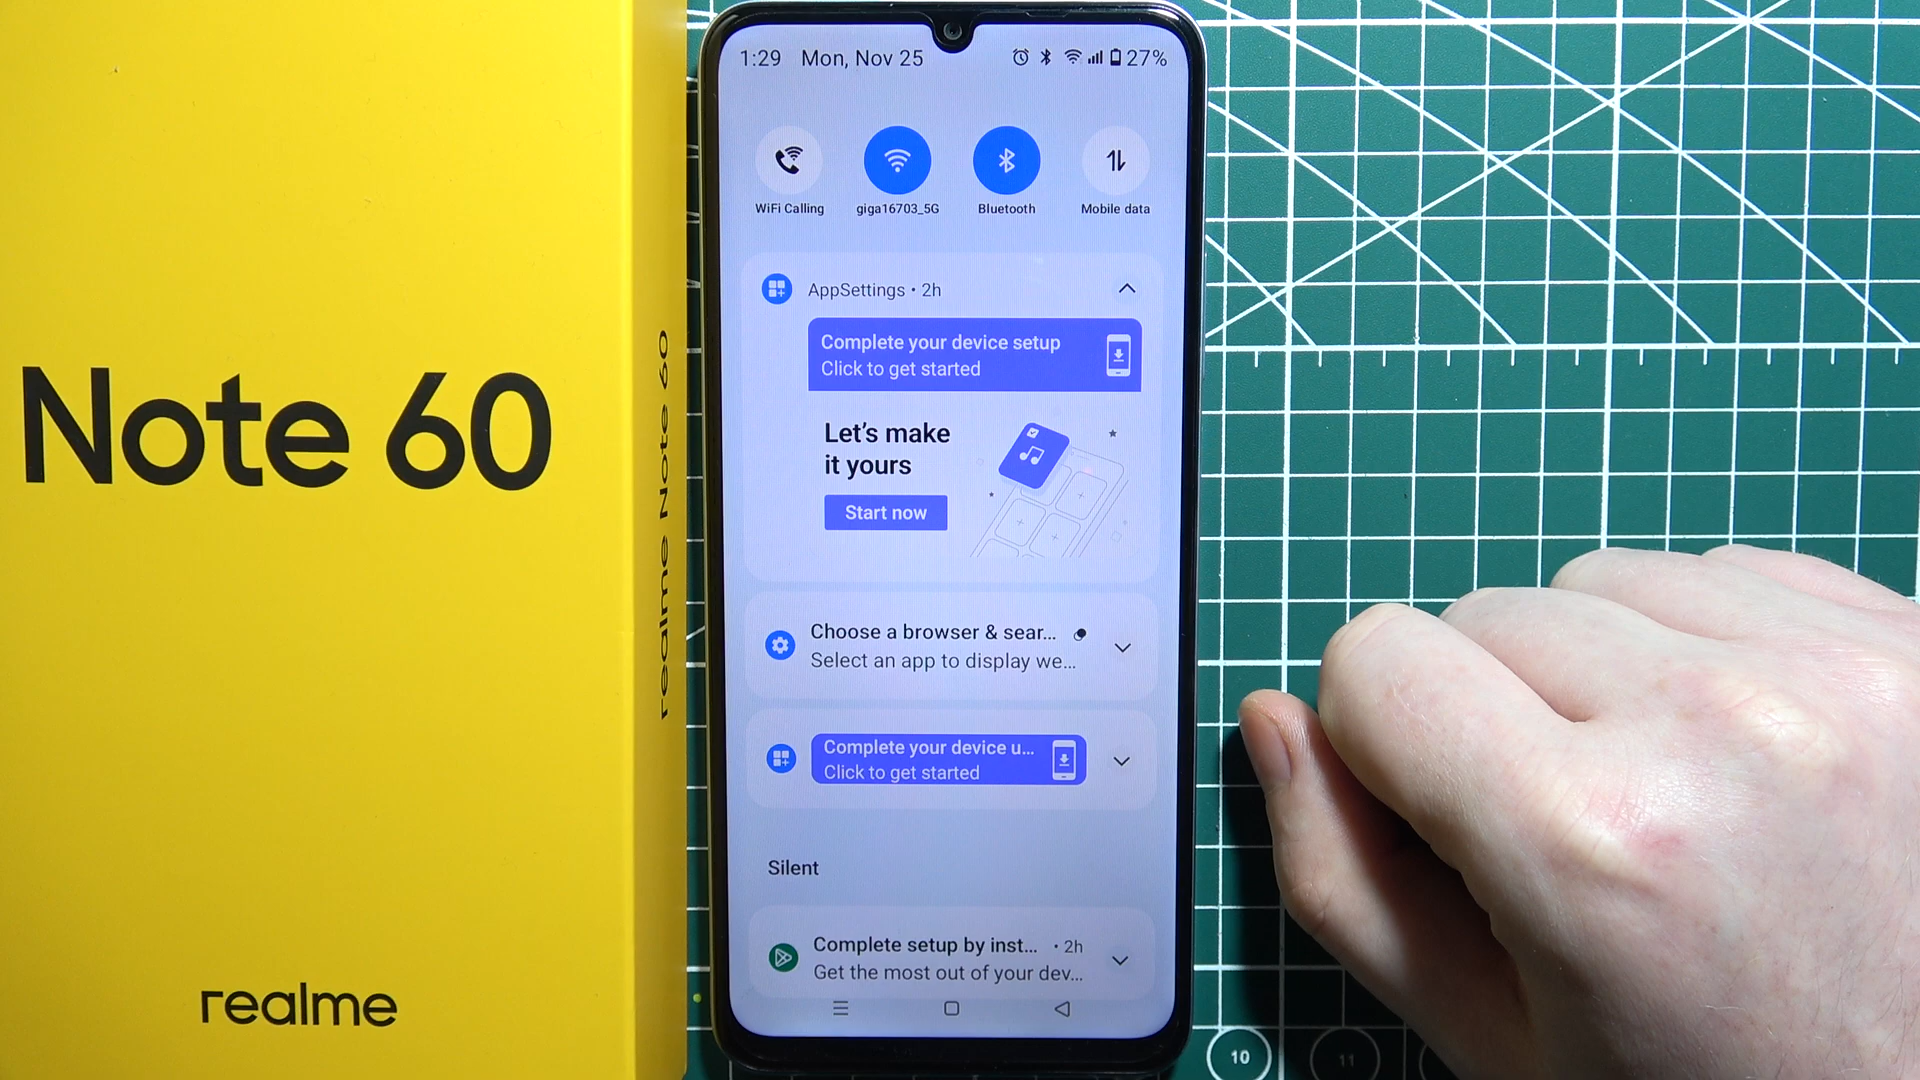 Note 60
realme
realme Note 60
1:29 Mon, Nov 25
27%
WiFi Calling
giga16703_5G
Bluetooth
Mobile data
AppSettings • 2h
Complete your device setup
Click to get started
Let's make
it yours
Start now
Choose a browser & sear...
Select an app to display we...
Complete your device u...
Click to get started
Silent
Complete setup by inst... • 2h
Get the most out of your dev...
10
11